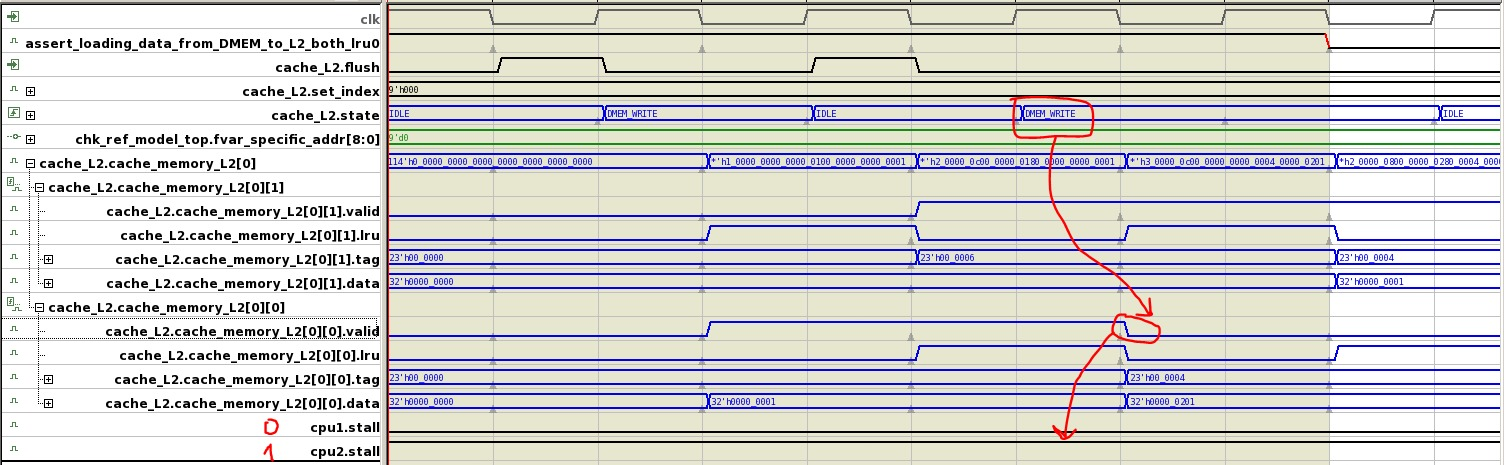 clk
assert_loading_data_from_DMEM_to_L2_both_lru0
cache_L2.flush
cache_L2.set_index 9'h000
cache_L2.state IDLE DMEM_WRITE IDLE DMEM_WRITE IDLE
chk_ref_model_top.fvar_specific_addr[8:0] 9'd0
cache_L2.cache_memory_L2[0] 114'h0_0000_0000_0000_0000_0000_0000_0000 *'h1_0000_0000_0000_0100_0000_0000_0001 *'h2_0000_0c00_0000_0180_0000_0000_0001 *'h3_0000_0c00_0000_0000_0004_0000_0201 *h2_0000_0800_0000_0280_0004_000
cache_L2.cache_memory_L2[0][1]
cache_L2.cache_memory_L2[0][1].valid
cache_L2.cache_memory_L2[0][1].lru
cache_L2.cache_memory_L2[0][1].tag 23'h00_0000 23'h00_0006 23'h00_0004
cache_L2.cache_memory_L2[0][1].data 32'h0000_0000 32'h0000_0001
cache_L2.cache_memory_L2[0][0]
cache_L2.cache_memory_L2[0][0].valid
cache_L2.cache_memory_L2[0][0].lru
cache_L2.cache_memory_L2[0][0].tag 23'h00_0000 23'h00_0004
cache_L2.cache_memory_L2[0][0].data 32'h0000_0000 32'h0000_0001 32'h0000_0201
0 cpu1.stall
1 cpu2.stall